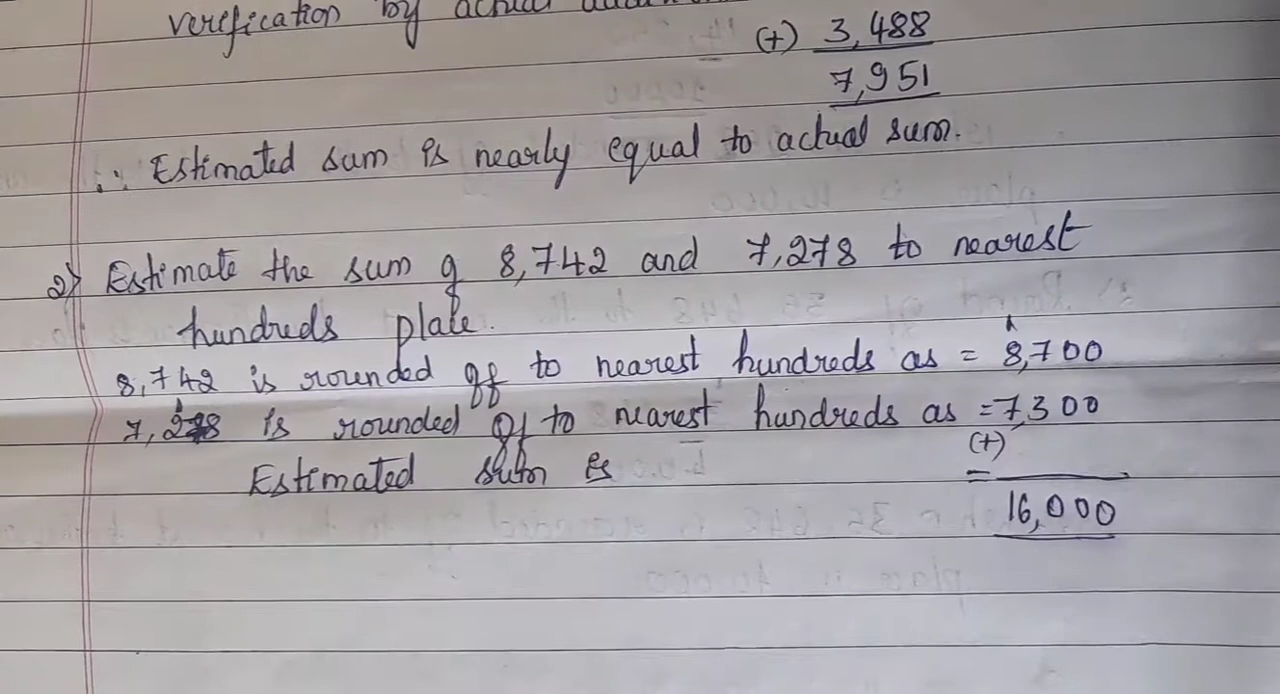 verification by actual
(+) 3,488
7,951
∴ Estimated sum is nearly equal to actual sum.
2) Estimate the sum of 8,742 and 7,278 to nearest
hundreds place.
8,742 is rounded off to nearest hundreds as = 8,700
7,278 is rounded off to nearest hundreds as = 7,300
(+)
Estimated sum is =
16,000